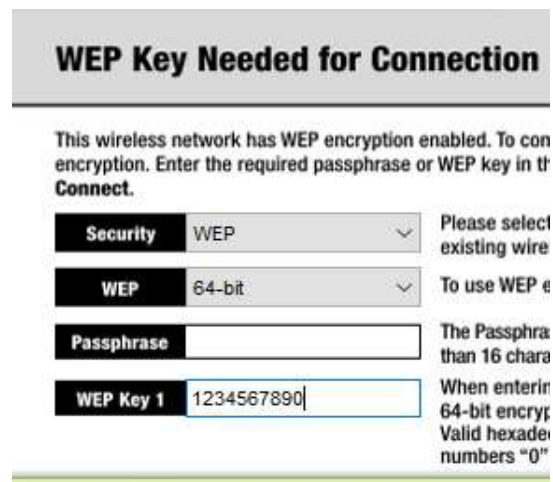 WEP Key Needed for Connection
This wireless network has WEP encryption enabled. To con
encryption. Enter the required passphrase or WEP key in th
Connect.
Security WEP Please select
existing wire
WEP 64-bit To use WEP e
Passphrase The Passphras
than 16 chara
WEP Key 1 1234567890 When enterin
64-bit encryp
Valid hexadec
numbers "0"